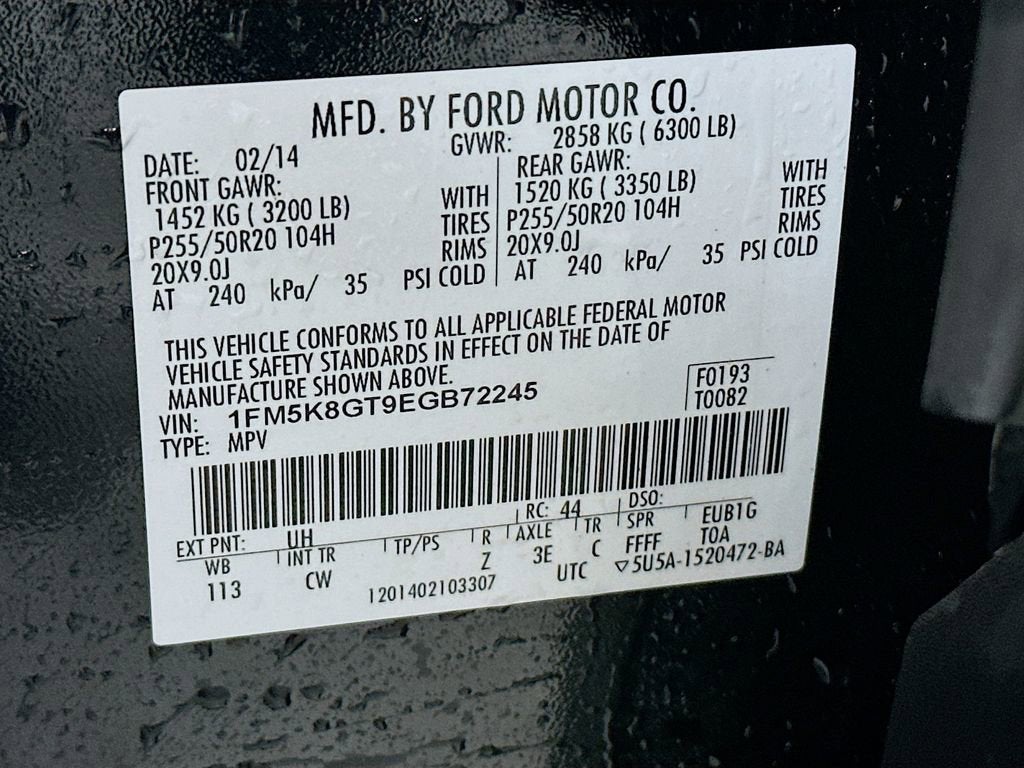 MFD. BY FORD MOTOR CO.
DATE: 02/14 GVWR: 2858 KG ( 6300 LB)
FRONT GAWR: REAR GAWR:
1452 KG ( 3200 LB) WITH 1520 KG ( 3350 LB) WITH
P255/50R20 104H TIRES P255/50R20 104H TIRES
20X9.0J RIMS 20X9.0J RIMS
AT 240 kPa/ 35 PSI COLD AT 240 kPa/ 35 PSI COLD
THIS VEHICLE CONFORMS TO ALL APPLICABLE FEDERAL MOTOR
VEHICLE SAFETY STANDARDS IN EFFECT ON THE DATE OF
MANUFACTURE SHOWN ABOVE.
VIN: 1FM5K8GT9EGB72245 F0193
TYPE: MPV T0082
EXT PNT: UH RC: 44 DSO:
WB INT TR TP/PS R AXLE TR SPR EUB1G
113 CW Z 3E C FFFF TOA
1201402103307 UTC ▽5U5A-1520472-BA